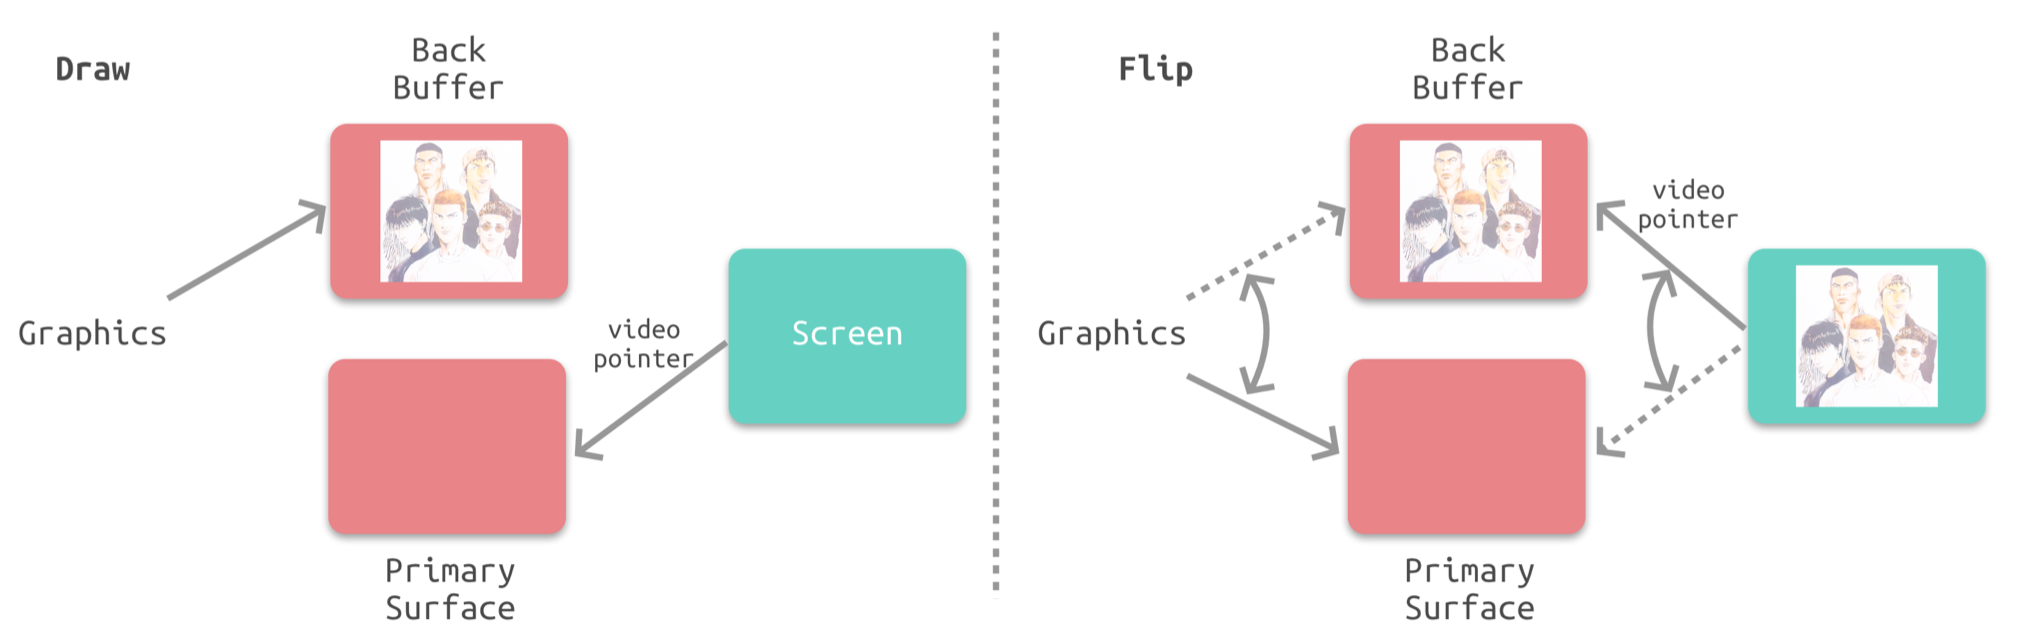 Draw
Back
Buffer
Graphics
video
pointer
Screen
Primary
Surface
Flip
Back
Buffer
video
pointer
Graphics
Primary
Surface